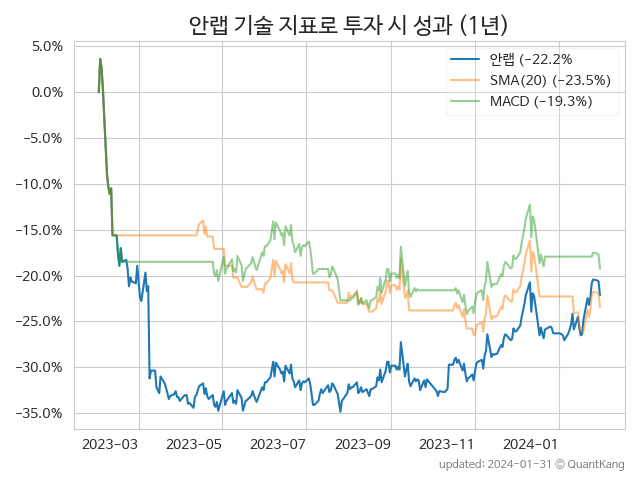 안랩 기술 지표로 투자 시 성과 (1년)
5.0%
0.0%
−5.0%
−10.0%
−15.0%
−20.0%
−25.0%
−30.0%
−35.0%
안랩 (−22.2%
SMA(20) (−23.5%)
MACD (−19.3%)
2023-03 2023-05 2023-07 2023-09 2023-11 2024-01
updated: 2024-01-31 © QuantKang